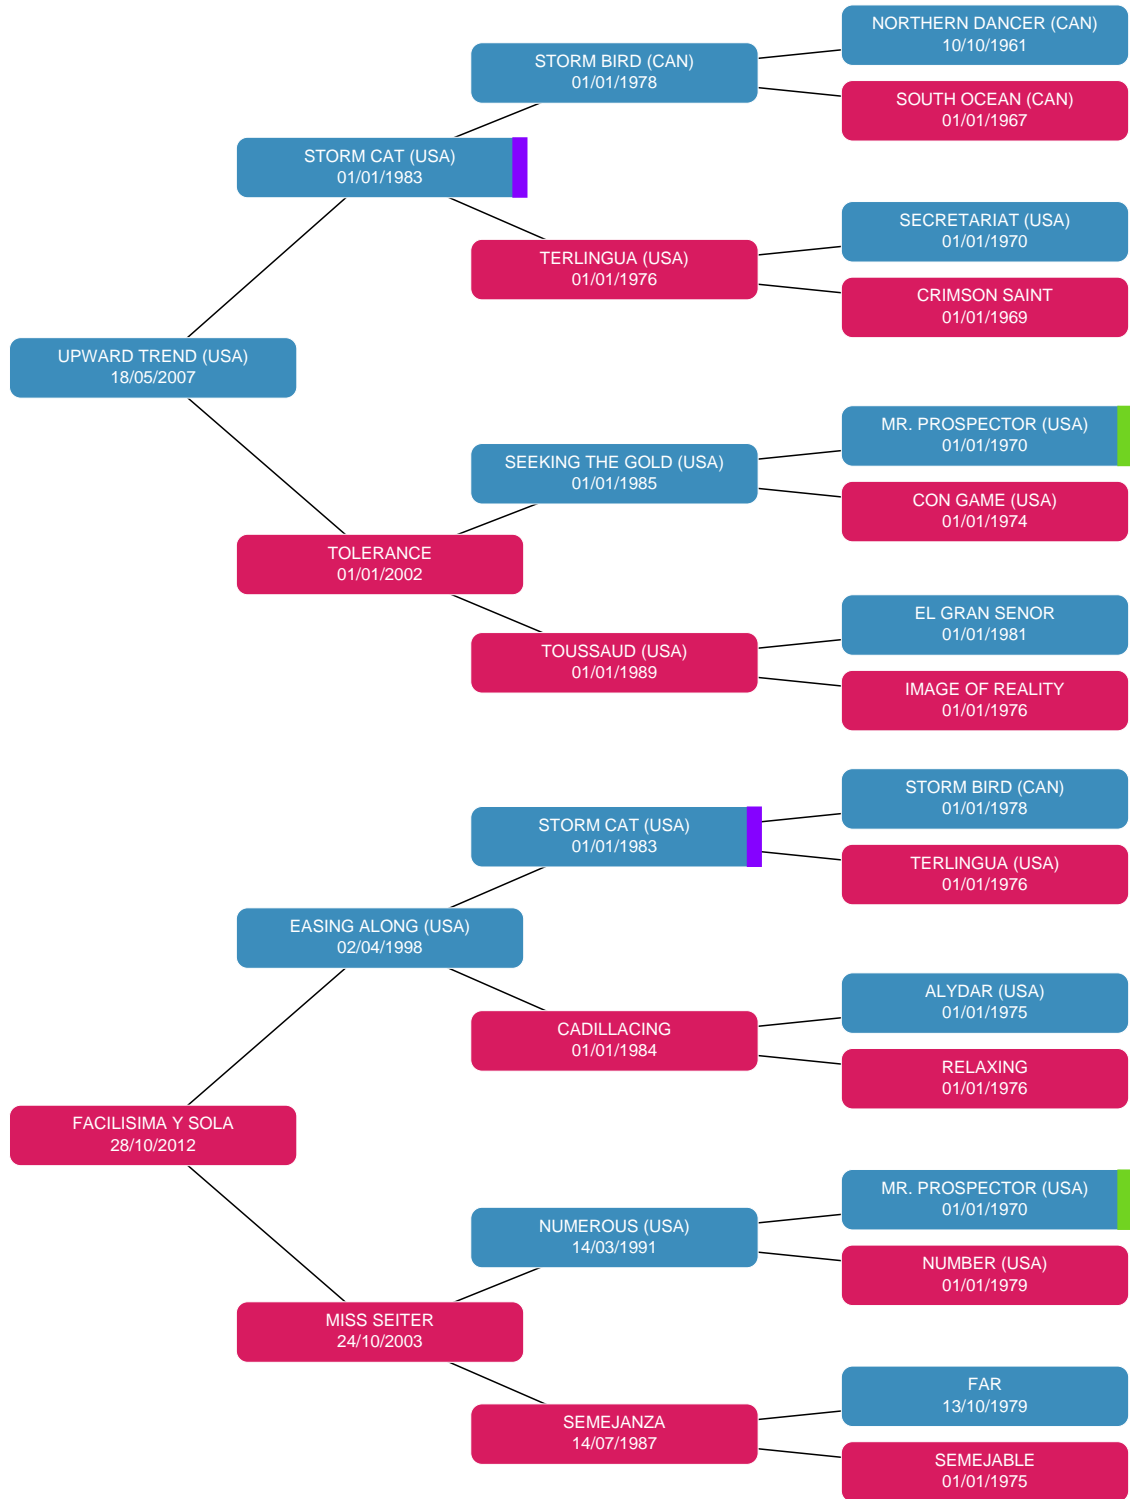 NORTHERN DANCER (CAN)
10/10/1961
STORM BIRD (CAN)
01/01/1978
SOUTH OCEAN (CAN)
01/01/1967
STORM CAT (USA)
01/01/1983
SECRETARIAT (USA)
01/01/1970
TERLINGUA (USA)
01/01/1976
CRIMSON SAINT
01/01/1969
UPWARD TREND (USA)
18/05/2007
MR. PROSPECTOR (USA)
01/01/1970
SEEKING THE GOLD (USA)
01/01/1985
CON GAME (USA)
01/01/1974
TOLERANCE
01/01/2002
EL GRAN SENOR
01/01/1981
TOUSSAUD (USA)
01/01/1989
IMAGE OF REALITY
01/01/1976
STORM BIRD (CAN)
01/01/1978
STORM CAT (USA)
01/01/1983
TERLINGUA (USA)
01/01/1976
EASING ALONG (USA)
02/04/1998
ALYDAR (USA)
01/01/1975
CADILLACING
01/01/1984
RELAXING
01/01/1976
FACILISIMA Y SOLA
28/10/2012
MR. PROSPECTOR (USA)
01/01/1970
NUMEROUS (USA)
14/03/1991
NUMBER (USA)
01/01/1979
MISS SEITER
24/10/2003
FAR
13/10/1979
SEMEJANZA
14/07/1987
SEMEJABLE
01/01/1975